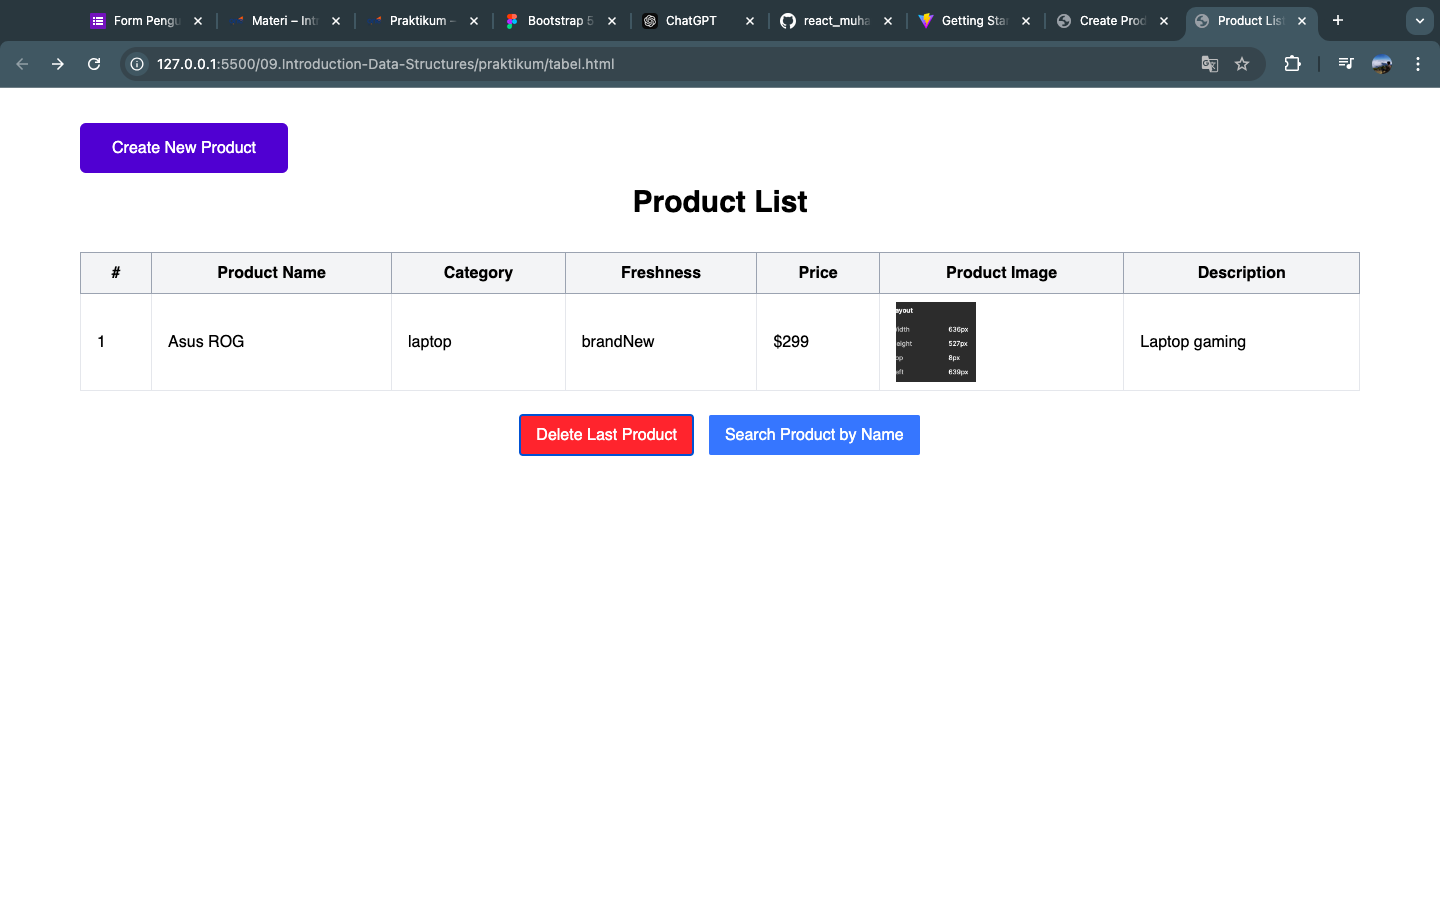 Form Pengu
Materi – Intr
Praktikum –
Bootstrap 5
ChatGPT
react_muha
Getting Star
Create Prod
Product List
127.0.0.1:5500/09.Introduction-Data-Structures/praktikum/tabel.html
Create New Product
Product List
# Product Name Category Freshness Price Product Image Description
ayout
idth 636px
eight 527px
op 8px
eft 639px
1 Asus ROG laptop brandNew $299 Laptop gaming
Delete Last Product Search Product by Name